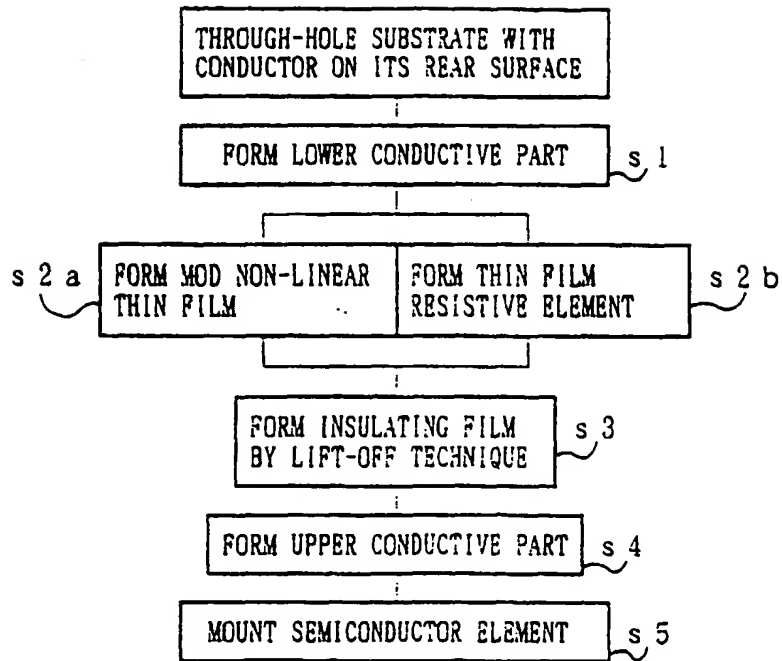 THROUGH-HOLE SUBSTRATE WITH
CONDUCTOR ON ITS REAR SURFACE
FORM LOWER CONDUCTIVE PART
s 1
s 2 a
FORM MOD NON-LINEAR
THIN FILM
FORM THIN FILM
RESISTIVE ELEMENT
s 2 b
FORM INSULATING FILM
BY LIFT-OFF TECHNIQUE
s 3
FORM UPPER CONDUCTIVE PART
s 4
MOUNT SEMICONDUCTOR ELEMENT
s 5